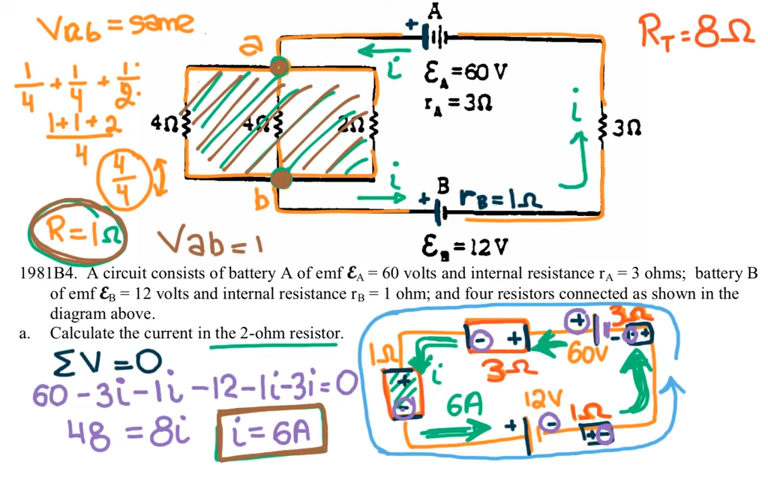 Vab = same
1/4 + 1/4 + 1/2
1+1+2
4
4/4
R = 1Ω
a
b
4Ω
4Ω
2Ω
i
+
A
ℰA = 60 V
rA = 3Ω
i
3Ω
RT = 8Ω
i
+
B
rB = 1Ω
ℰB = 12 V
Vab = 1
1981B4. A circuit consists of battery A of emf ℰA = 60 volts and internal resistance rA = 3 ohms; battery B
of emf ℰB = 12 volts and internal resistance rB = 1 ohm; and four resistors connected as shown in the
diagram above.
a. Calculate the current in the 2-ohm resistor.
ΣV = 0
60 - 3i - 1i - 12 - 1i - 3i = 0
48 = 8i
i = 6A
1Ω
+
-
i
- +
3Ω
+ -
60V
3Ω
- +
6A
12V
+ -
1Ω
+ -